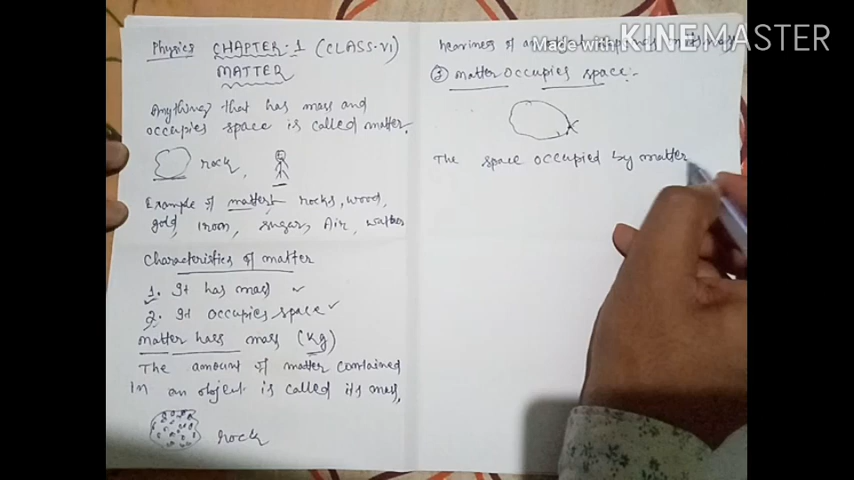 Physics CHAPTER-1 (CLASS-VI)
MATTER
Anything that has mass and
occupies space is called matter.
rock,
Example of matter:- rocks, wood,
gold, iron, sugar, Air, water
Characteristics of matter
1. It has mass ✓
2. It occupies space ✓
matter has mass (Kg)
The amount of matter contained
In an object is called its mass.
rock
heaviness of an
Made with KINEMASTER
② matter occupies space:-
The space occupied by matter